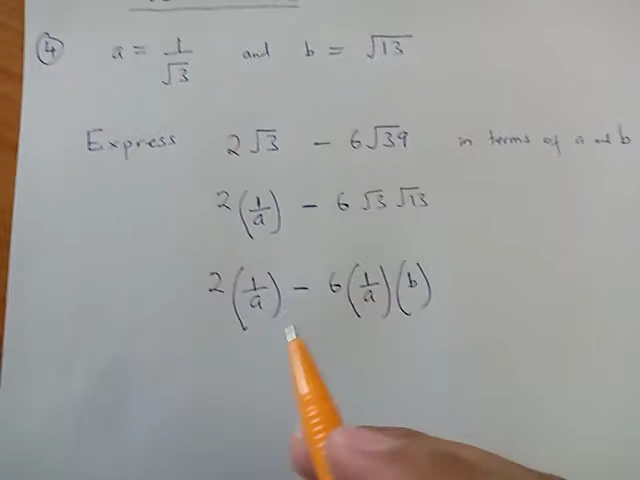 ④ a = 1/√3 and b = √13
Express 2√3 - 6√39 in terms of a and b
2(1/a) - 6√3 √13
2(1/a) - 6(1/a)(b)